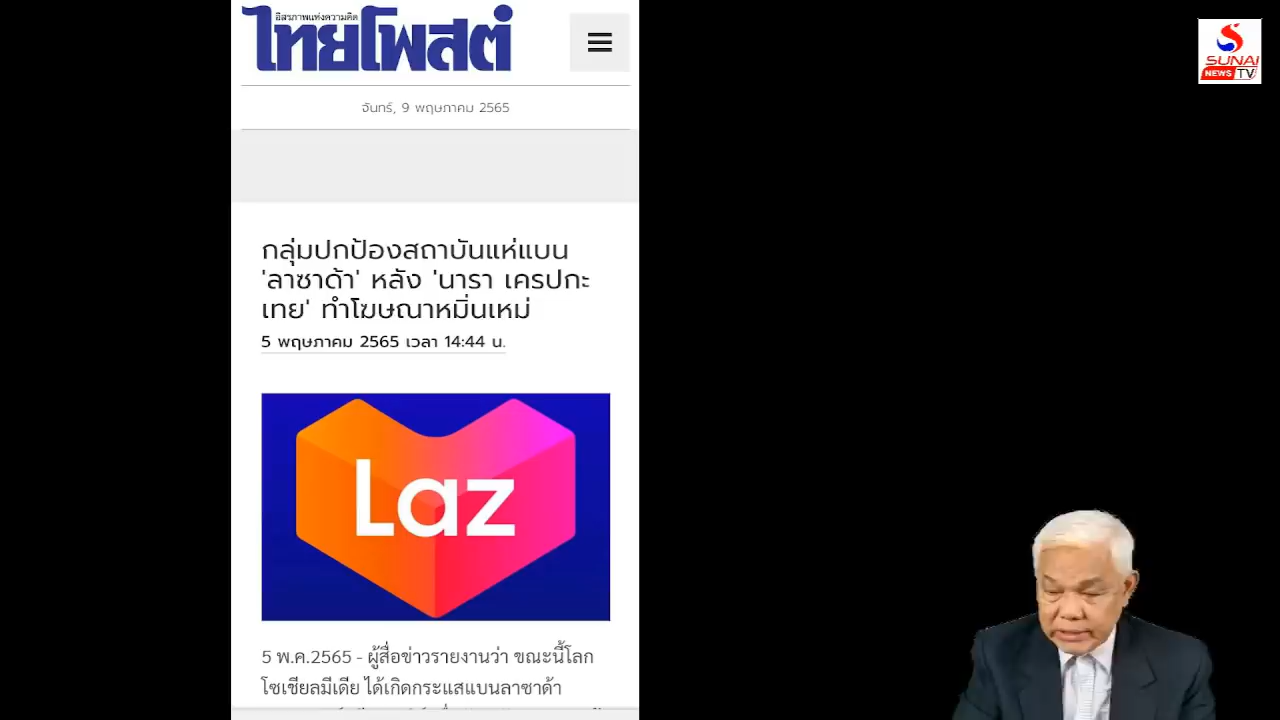 อิสรภาพแห่งความคิด
ไทยโพสต์
จันทร์, 9 พฤษภาคม 2565
กลุ่มปกป้องสถาบันแห่แบน
'ลาซาด้า' หลัง 'นารา เครปกะ
เทย' ทำโฆษณาหมิ่นเหม่
5 พฤษภาคม 2565 เวลา 14:44 น.
Laz
5 พ.ค.2565 - ผู้สื่อข่าวรายงานว่า ขณะนี้โลก
โซเชียลมีเดีย ได้เกิดกระแสแบนลาซาด้า
SUNAI
NEWS TV